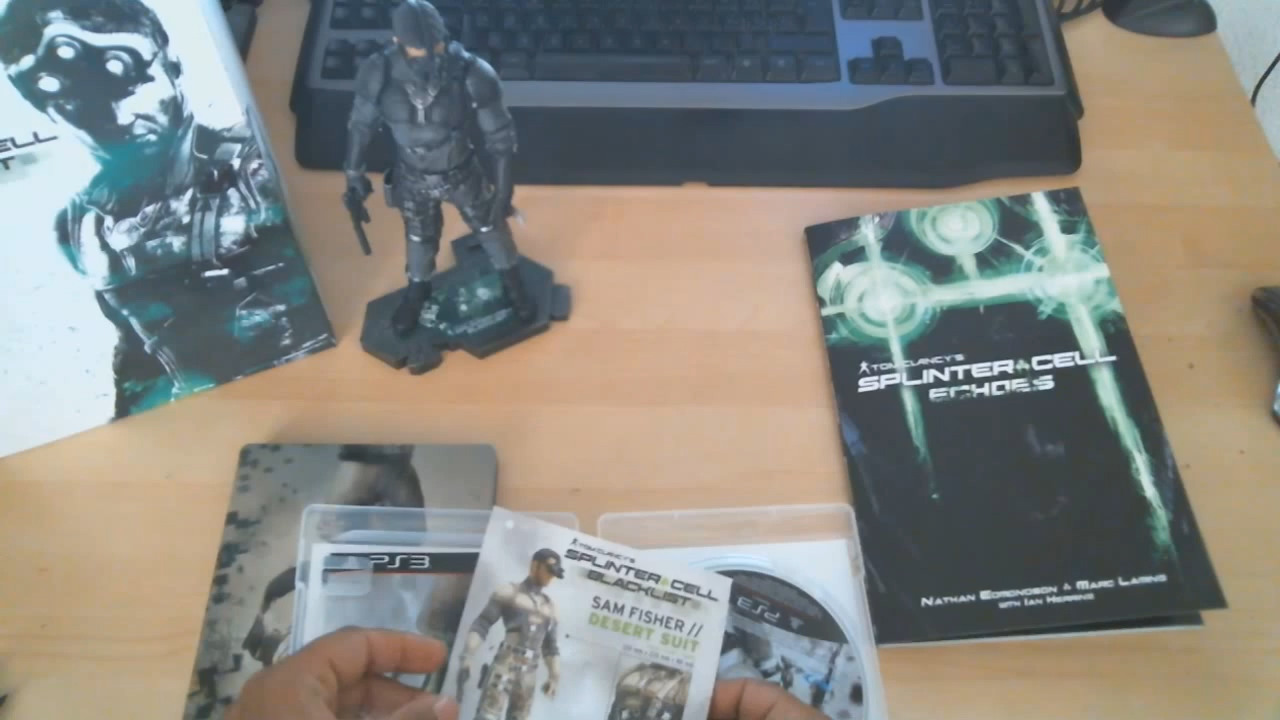 ELL
T
TOM CLANCY'S
SPLINTER CELL
ECHOES
NATHAN EDMONDSON & MARC LAMING
WITH IAN HERRING
PS3
TOM CLANCY'S
SPLINTER CELL
BLACKLIST
SAM FISHER //
DESERT SUIT
PS3